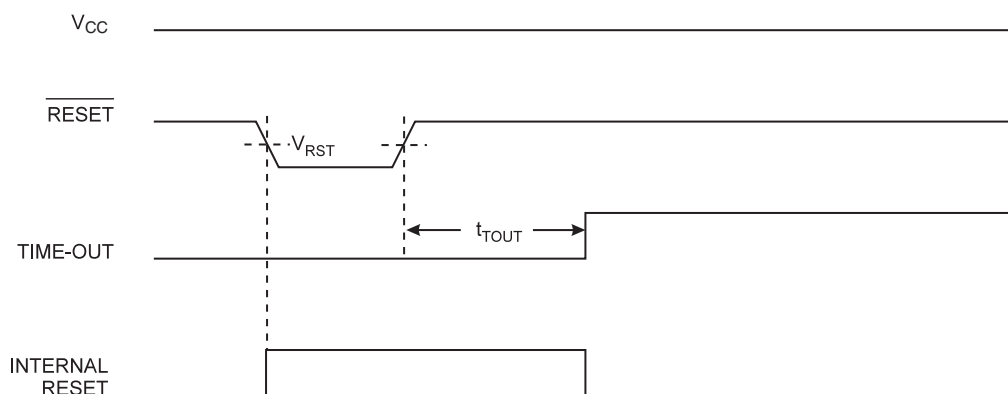 VCC
RESET
VRST
tTOUT
TIME-OUT
INTERNAL
RESET